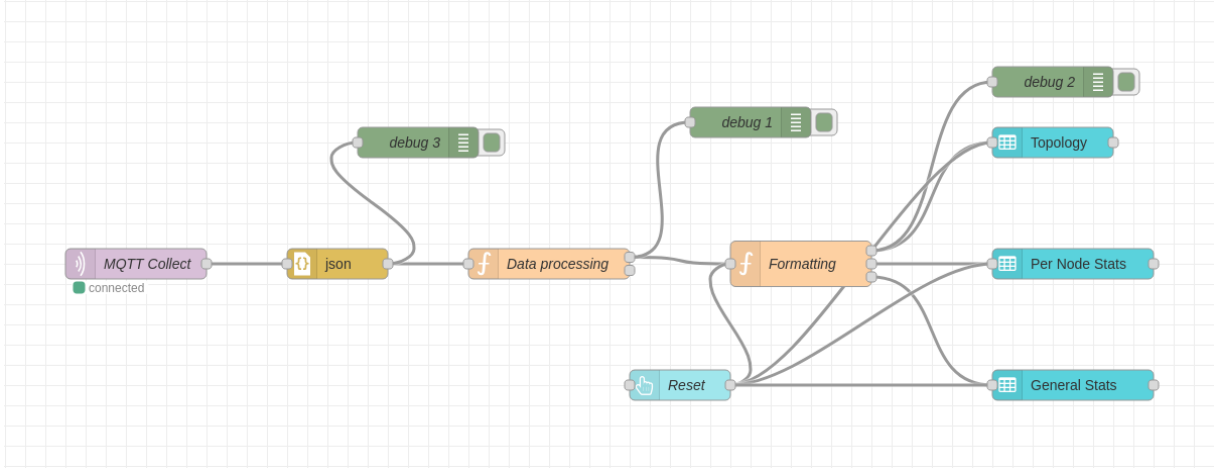 debug 2
debug 1
debug 3
Topology
MQTT Collect
{} json
Data processing
Formatting
Per Node Stats
connected
Reset
General Stats